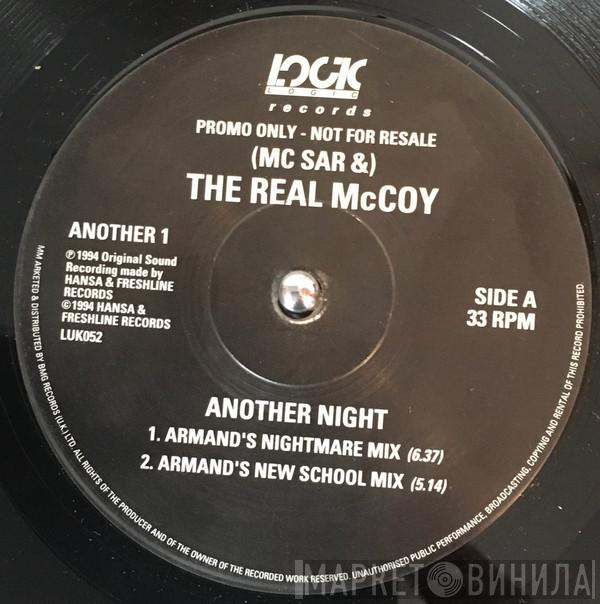 LOGIC
LOGIC
records
PROMO ONLY - NOT FOR RESALE
(MC SAR &)
THE REAL McCOY
ANOTHER 1
℗1994 Original Sound
Recording made by
HANSA & FRESHLINE
RECORDS
©1994 HANSA &
FRESHLINE RECORDS
LUK052
SIDE A
33 RPM
ANOTHER NIGHT
1. ARMAND'S NIGHTMARE MIX (6.37)
2. ARMAND'S NEW SCHOOL MIX (5.14)
MM ARKETED & DISTRIBUTED BY BMG RECORDS (U.K.) LTD. ALL RIGHTS OF THE PRODUCER AND OF THE OWNER OF THE RECORDED WORK RESERVED. UNAUTHORISED PUBLIC PERFORMANCE, BROADCASTING, COPYING AND RENTAL OF THIS RECORD PROHIBITED.
МАРКЕТ ВИНИЛА